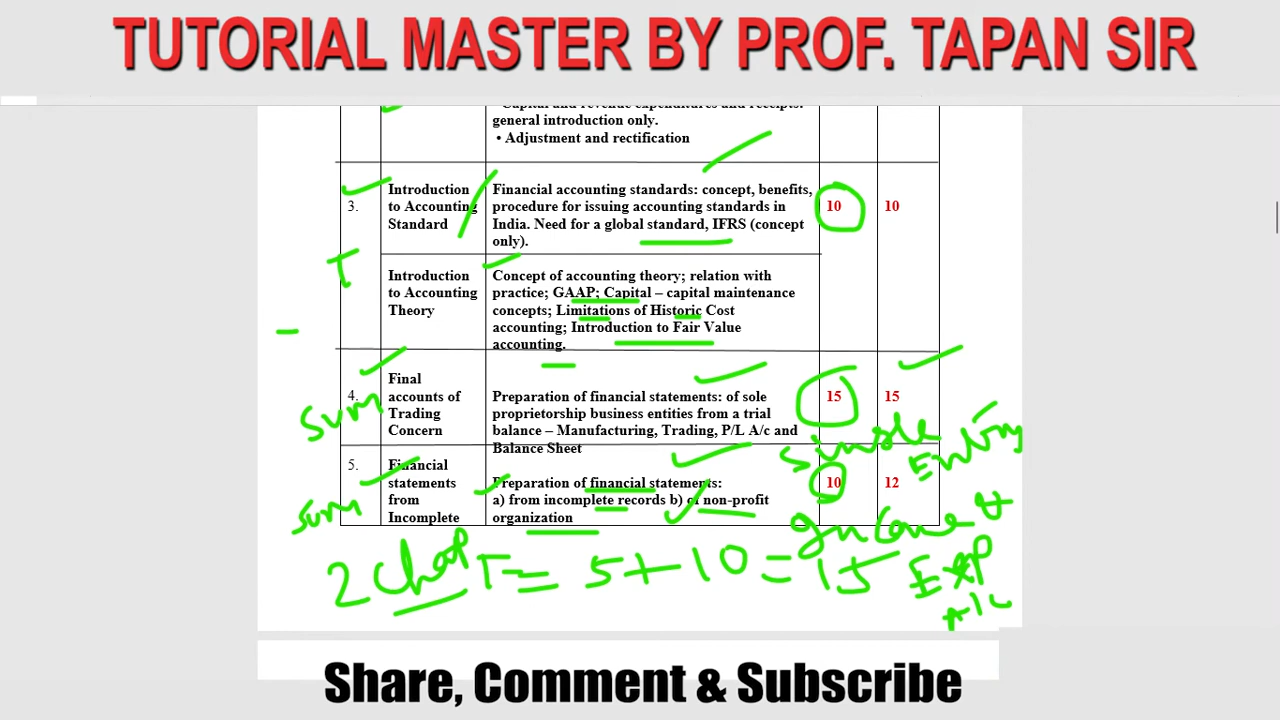 TUTORIAL MASTER BY PROF. TAPAN SIR
• Capital and revenue expenditures and receipts:
general introduction only.
• Adjustment and rectification
3.
Introduction
to Accounting
Standard
Financial accounting standards: concept, benefits,
procedure for issuing accounting standards in
India. Need for a global standard, IFRS (concept
only).
10
10
T
Introduction
to Accounting
Theory
Concept of accounting theory; relation with
practice; GAAP; Capital – capital maintenance
concepts; Limitations of Historic Cost
accounting; Introduction to Fair Value
accounting.
4.
Sum
Final
accounts of
Trading
Concern
Preparation of financial statements: of sole
proprietorship business entities from a trial
balance – Manufacturing, Trading, P/L A/c and
Balance Sheet
15
15
Single
Entry
5.
Sum
Financial
statements
from
Incomplete
Preparation of financial statements:
a) from incomplete records b) of non-profit
organization
10
12
Income &
Exp
A/c
2 Chap T = 5+10 = 15
Share, Comment & Subscribe